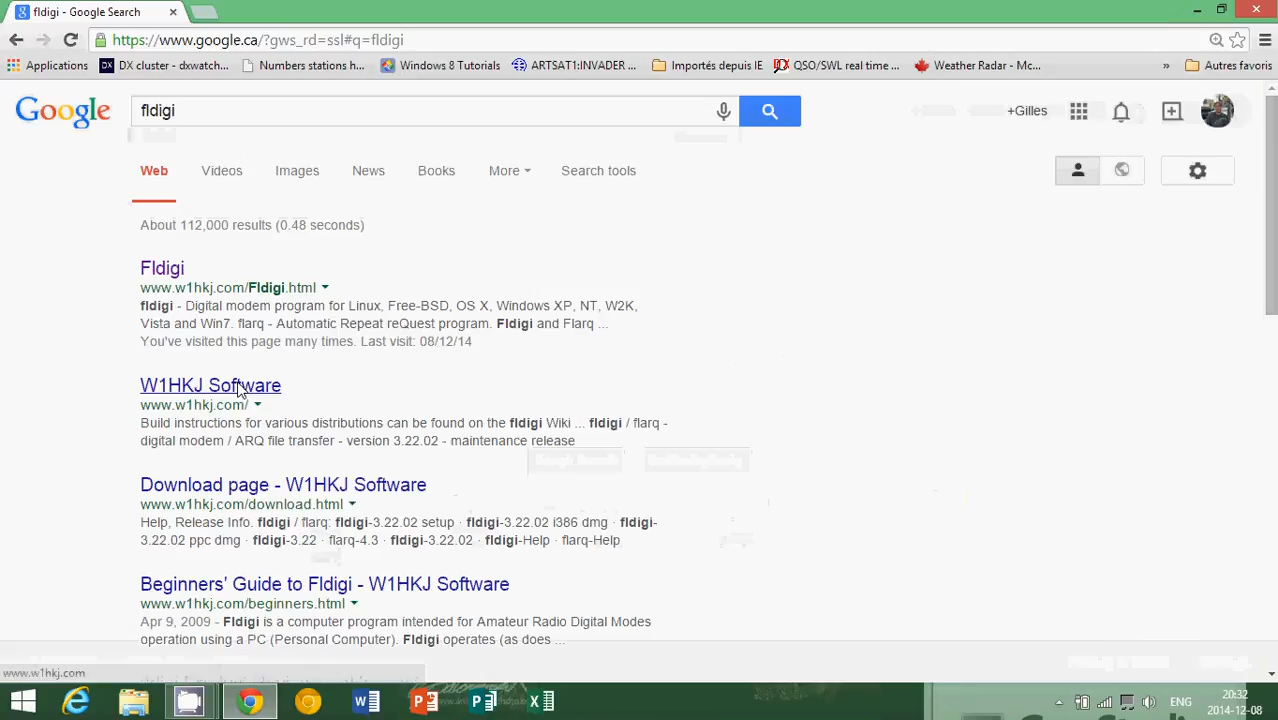 fldigi - Google Search
https://www.google.ca/?gws_rd=ssl#q=fldigi
Applications DX cluster - dxwatch... Numbers stations h... Windows 8 Tutorials ARTSAT1:INVADER ... Importés depuis IE QSO/SWL real time ... Weather Radar - Mc... » Autres favoris
Google fldigi +Gilles
Web Videos Images News Books More Search tools
About 112,000 results (0.48 seconds)
Fldigi
www.w1hkj.com/Fldigi.html
fldigi - Digital modem program for Linux, Free-BSD, OS X, Windows XP, NT, W2K,
Vista and Win7. flarq - Automatic Repeat reQuest program. Fldigi and Flarq ...
You've visited this page many times. Last visit: 08/12/14
W1HKJ Software
www.w1hkj.com/
Build instructions for various distributions can be found on the fldigi Wiki ... fldigi / flarq -
digital modem / ARQ file transfer - version 3.22.02 - maintenance release
Download page - W1HKJ Software
www.w1hkj.com/download.html
Help, Release Info. fldigi / flarq: fldigi-3.22.02 setup · fldigi-3.22.02 i386 dmg · fldigi-
3.22.02 ppc dmg · fldigi-3.22 · flarq-4.3 · fldigi-3.22.02 · fldigi-Help · flarq-Help
Beginners' Guide to Fldigi - W1HKJ Software
www.w1hkj.com/beginners.html
Apr 9, 2009 - Fldigi is a computer program intended for Amateur Radio Digital Modes
operation using a PC (Personal Computer). Fldigi operates (as does ...
www.w1hkj.com
ENG
20:32
2014-12-08